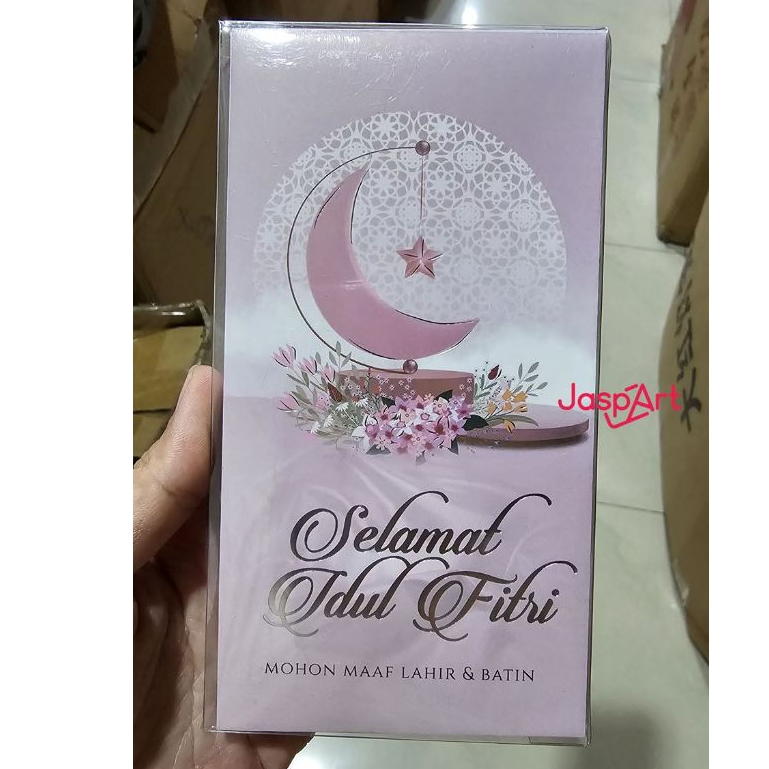 JaspArt
Selamat
Idul Fitri
MOHON MAAF LAHIR & BATIN